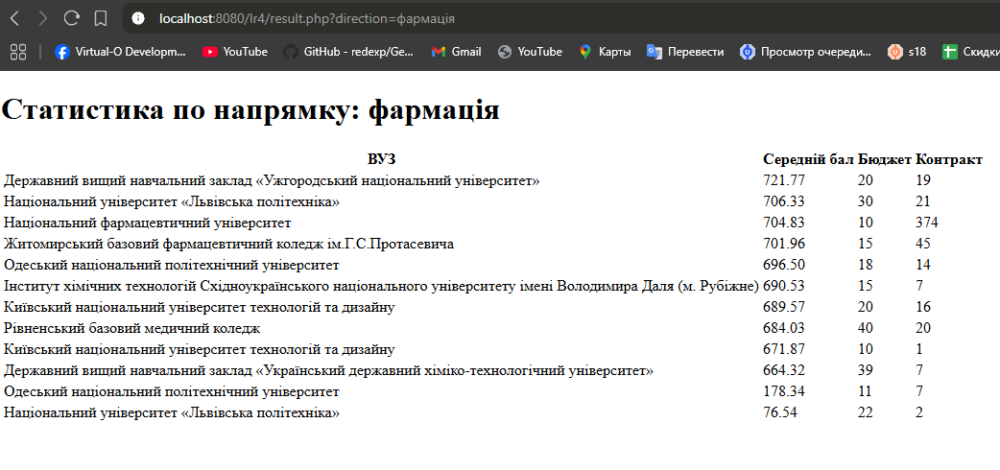 localhost:8080/lr4/result.php?direction=фармація
Virtual-O Developm... YouTube GitHub - redexp/Ge... Gmail YouTube Карты Перевести Просмотр очереди... s18 Скидки
Статистика по напрямку: фармація
ВУЗ Середній бал Бюджет Контракт
Державний вищий навчальний заклад «Ужгородський національний університет» 721.77 20 19
Національний університет «Львівська політехніка» 706.33 30 21
Національний фармацевтичний університет 704.83 10 374
Житомирський базовий фармацевтичний коледж ім.Г.С.Протасевича 701.96 15 45
Одеський національний політехнічний університет 696.50 18 14
Інститут хімічних технологій Східноукраїнського національного університету імені Володимира Даля (м. Рубіжне) 690.53 15 7
Київський національний університет технологій та дизайну 689.57 20 16
Рівненський базовий медичний коледж 684.03 40 20
Київський національний університет технологій та дизайну 671.87 10 1
Державний вищий навчальний заклад «Український державний хіміко-технологічний університет» 664.32 39 7
Одеський національний політехнічний університет 178.34 11 7
Національний університет «Львівська політехніка» 76.54 22 2